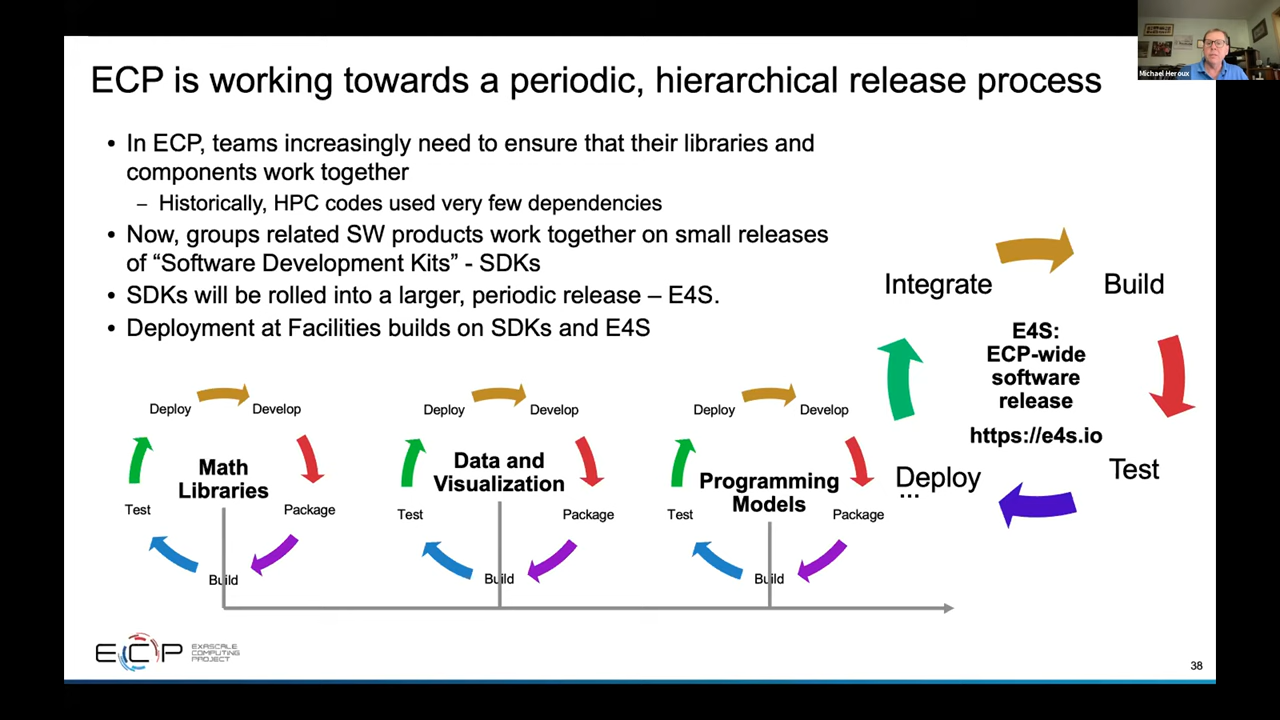 Michael Heroux
ECP is working towards a periodic, hierarchical release process
• In ECP, teams increasingly need to ensure that their libraries and
components work together
– Historically, HPC codes used very few dependencies
• Now, groups related SW products work together on small releases
of “Software Development Kits” - SDKs
• SDKs will be rolled into a larger, periodic release – E4S.
• Deployment at Facilities builds on SDKs and E4S
Integrate
Build
E4S:
ECP-wide
software
release
https://e4s.io
Test
Deploy
Deploy
Develop
Math
Libraries
Test
Package
Build
Deploy
Develop
Data and
Visualization
Test
Package
Build
Deploy
Develop
Programming
Models
Test
Package
Build
...
ECP
EXASCALE
COMPUTING
PROJECT
38